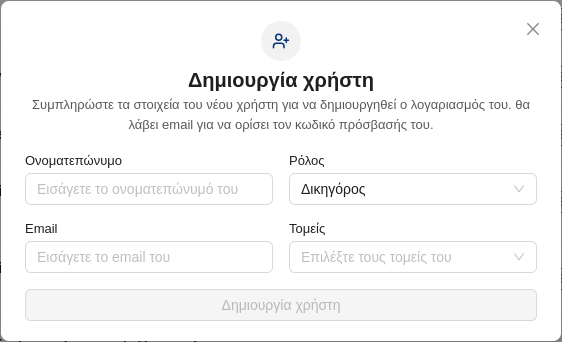 Δημιουργία χρήστη
Συμπληρώστε τα στοιχεία του νέου χρήστη για να δημιουργηθεί ο λογαριασμός του. θα
λάβει email για να ορίσει τον κωδικό πρόσβασής του.
Ονοματεπώνυμο
Ρόλος
Εισάγετε το ονοματεπώνυμό του
Δικηγόρος
Email
Τομείς
Εισάγετε το email του
Επιλέξτε τους τομείς του
Δημιουργία χρήστη